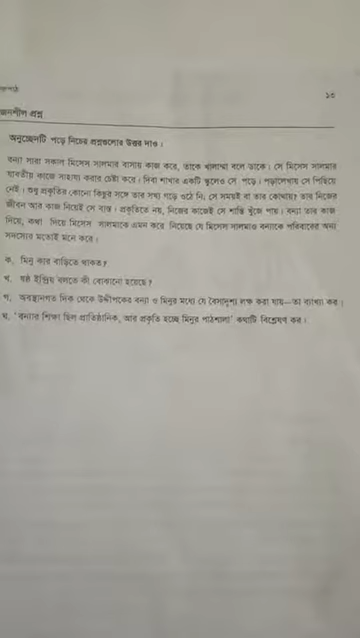 ১৩
অনুচ্ছেদটি পড়ে নিচের প্রশ্নগুলোর উত্তর দাও।
বন্যা সারা সকাল মিসেস সালমার বাসায় কাজ করে, তাকে খালাম্মা বলে ডাকে। সে মিসেস সালমার
যাবতীয় কাজে সাহায্য করার চেষ্টা করে। দিবা শাখার একটি স্কুলেও সে পড়ে। পড়ালেখায় সে পিছিয়ে
নেই। শুধু প্রকৃতির কোনো কিছুর সঙ্গে তার সখ্য গড়ে ওঠে নি; সে সময়ই বা তার কোথায়? তার নিজের
জীবন আর কাজ নিয়েই সে ব্যস্ত। প্রকৃতিতে নয়, নিজের কাজেই সে শান্তি খুঁজে পায়। বন্যা তার কাজ
দিয়ে, কথা দিয়ে মিসেস সালমাকে এমন করে নিয়েছে যে মিসেস সালমাও বন্যাকে পরিবারের অন্য
সদস্যের মতোই মনে করে।
ক. মিনু কার বাড়িতে থাকত?
খ. ষষ্ঠ ইন্দ্রিয় বলতে কী বোঝানো হয়েছে?
গ. অবস্থানগত দিক থেকে উদ্দীপকের বন্যা ও মিনুর মধ্যে যে বৈসাদৃশ্য লক্ষ করা যায়—তা ব্যাখ্যা কর।
ঘ. 'বন্যার শিক্ষা ছিল প্রাতিষ্ঠানিক, আর প্রকৃতি হচ্ছে মিনুর পাঠশালা' কথাটি বিশ্লেষণ কর।